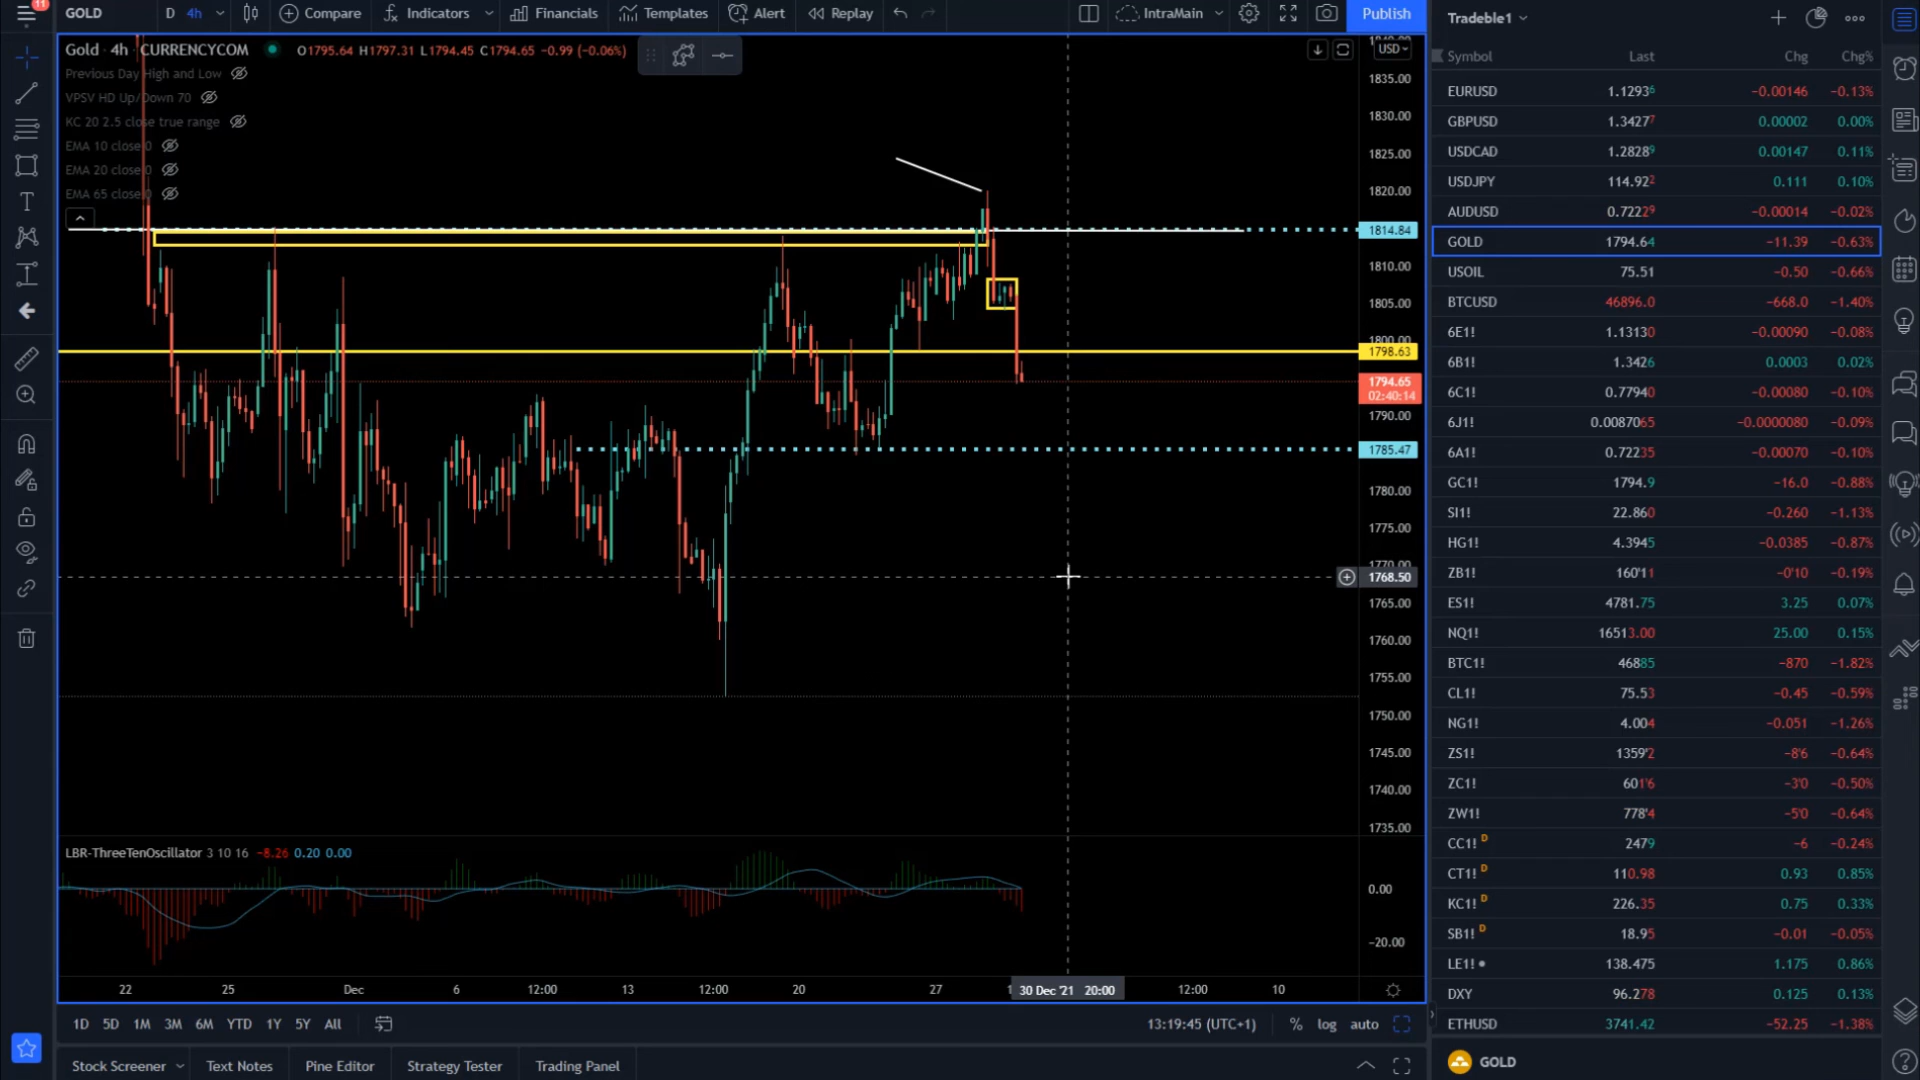 11
GOLD
D 4h
Compare
Indicators
Financials
Templates
Alert
Replay
IntraMain
Publish
Gold · 4h · CURRENCYCOM O1795.64 H1797.31 L1794.45 C1794.65 −0.99 (−0.06%)
Previous Day High and Low
VPSV HD Up/Down 70
KC 20 2.5 close true range
EMA 10 close 0
EMA 20 close 0
EMA 65 close 0
USD
1835.00
1830.00
1825.00
1820.00
1814.84
1810.00
1805.00
1800.00
1798.63
1794.65
02:40:14
1790.00
1785.47
1780.00
1775.00
1770.00
1768.50
1765.00
1760.00
1755.00
1750.00
1745.00
1740.00
1735.00
LBR-ThreeTenOscillator 3 10 16 −8.26 0.20 0.00
0.00
−20.00
22 25 Dec 6 12:00 13 12:00 20 27 30 Dec '21 20:00 12:00 10
1D 5D 1M 3M 6M YTD 1Y 5Y All
13:19:45 (UTC+1) % log auto
Stock Screener Text Notes Pine Editor Strategy Tester Trading Panel
Tradeble1
Symbol Last Chg Chg%
EURUSD 1.12936 −0.00146 −0.13%
GBPUSD 1.34277 0.00002 0.00%
USDCAD 1.28289 0.00147 0.11%
USDJPY 114.922 0.111 0.10%
AUDUSD 0.72229 −0.00014 −0.02%
GOLD 1794.64 −11.39 −0.63%
USOIL 75.51 −0.50 −0.66%
BTCUSD 46896.0 −668.0 −1.40%
6E1! 1.13130 −0.00090 −0.08%
6B1! 1.3426 0.0003 0.02%
6C1! 0.77940 −0.00080 −0.10%
6J1! 0.0087065 −0.0000080 −0.09%
6A1! 0.72235 −0.00070 −0.10%
GC1! 1794.9 −16.0 −0.88%
SI1! 22.860 −0.260 −1.13%
HG1! 4.3945 −0.0385 −0.87%
ZB1! 160'11 −0'10 −0.19%
ES1! 4781.75 3.25 0.07%
NQ1! 16513.00 25.00 0.15%
BTC1! 46885 −870 −1.82%
CL1! 75.53 −0.45 −0.59%
NG1! 4.004 −0.051 −1.26%
ZS1! 1359'2 −8'6 −0.64%
ZC1! 601'6 −3'0 −0.50%
ZW1! 778'4 −5'0 −0.64%
CC1! D 2479 −6 −0.24%
CT1! D 110.98 0.93 0.85%
KC1! D 226.35 0.75 0.33%
SB1! D 18.95 −0.01 −0.05%
LE1! 138.475 1.175 0.86%
DXY 96.278 0.125 0.13%
ETHUSD 3741.42 −52.25 −1.38%
GOLD